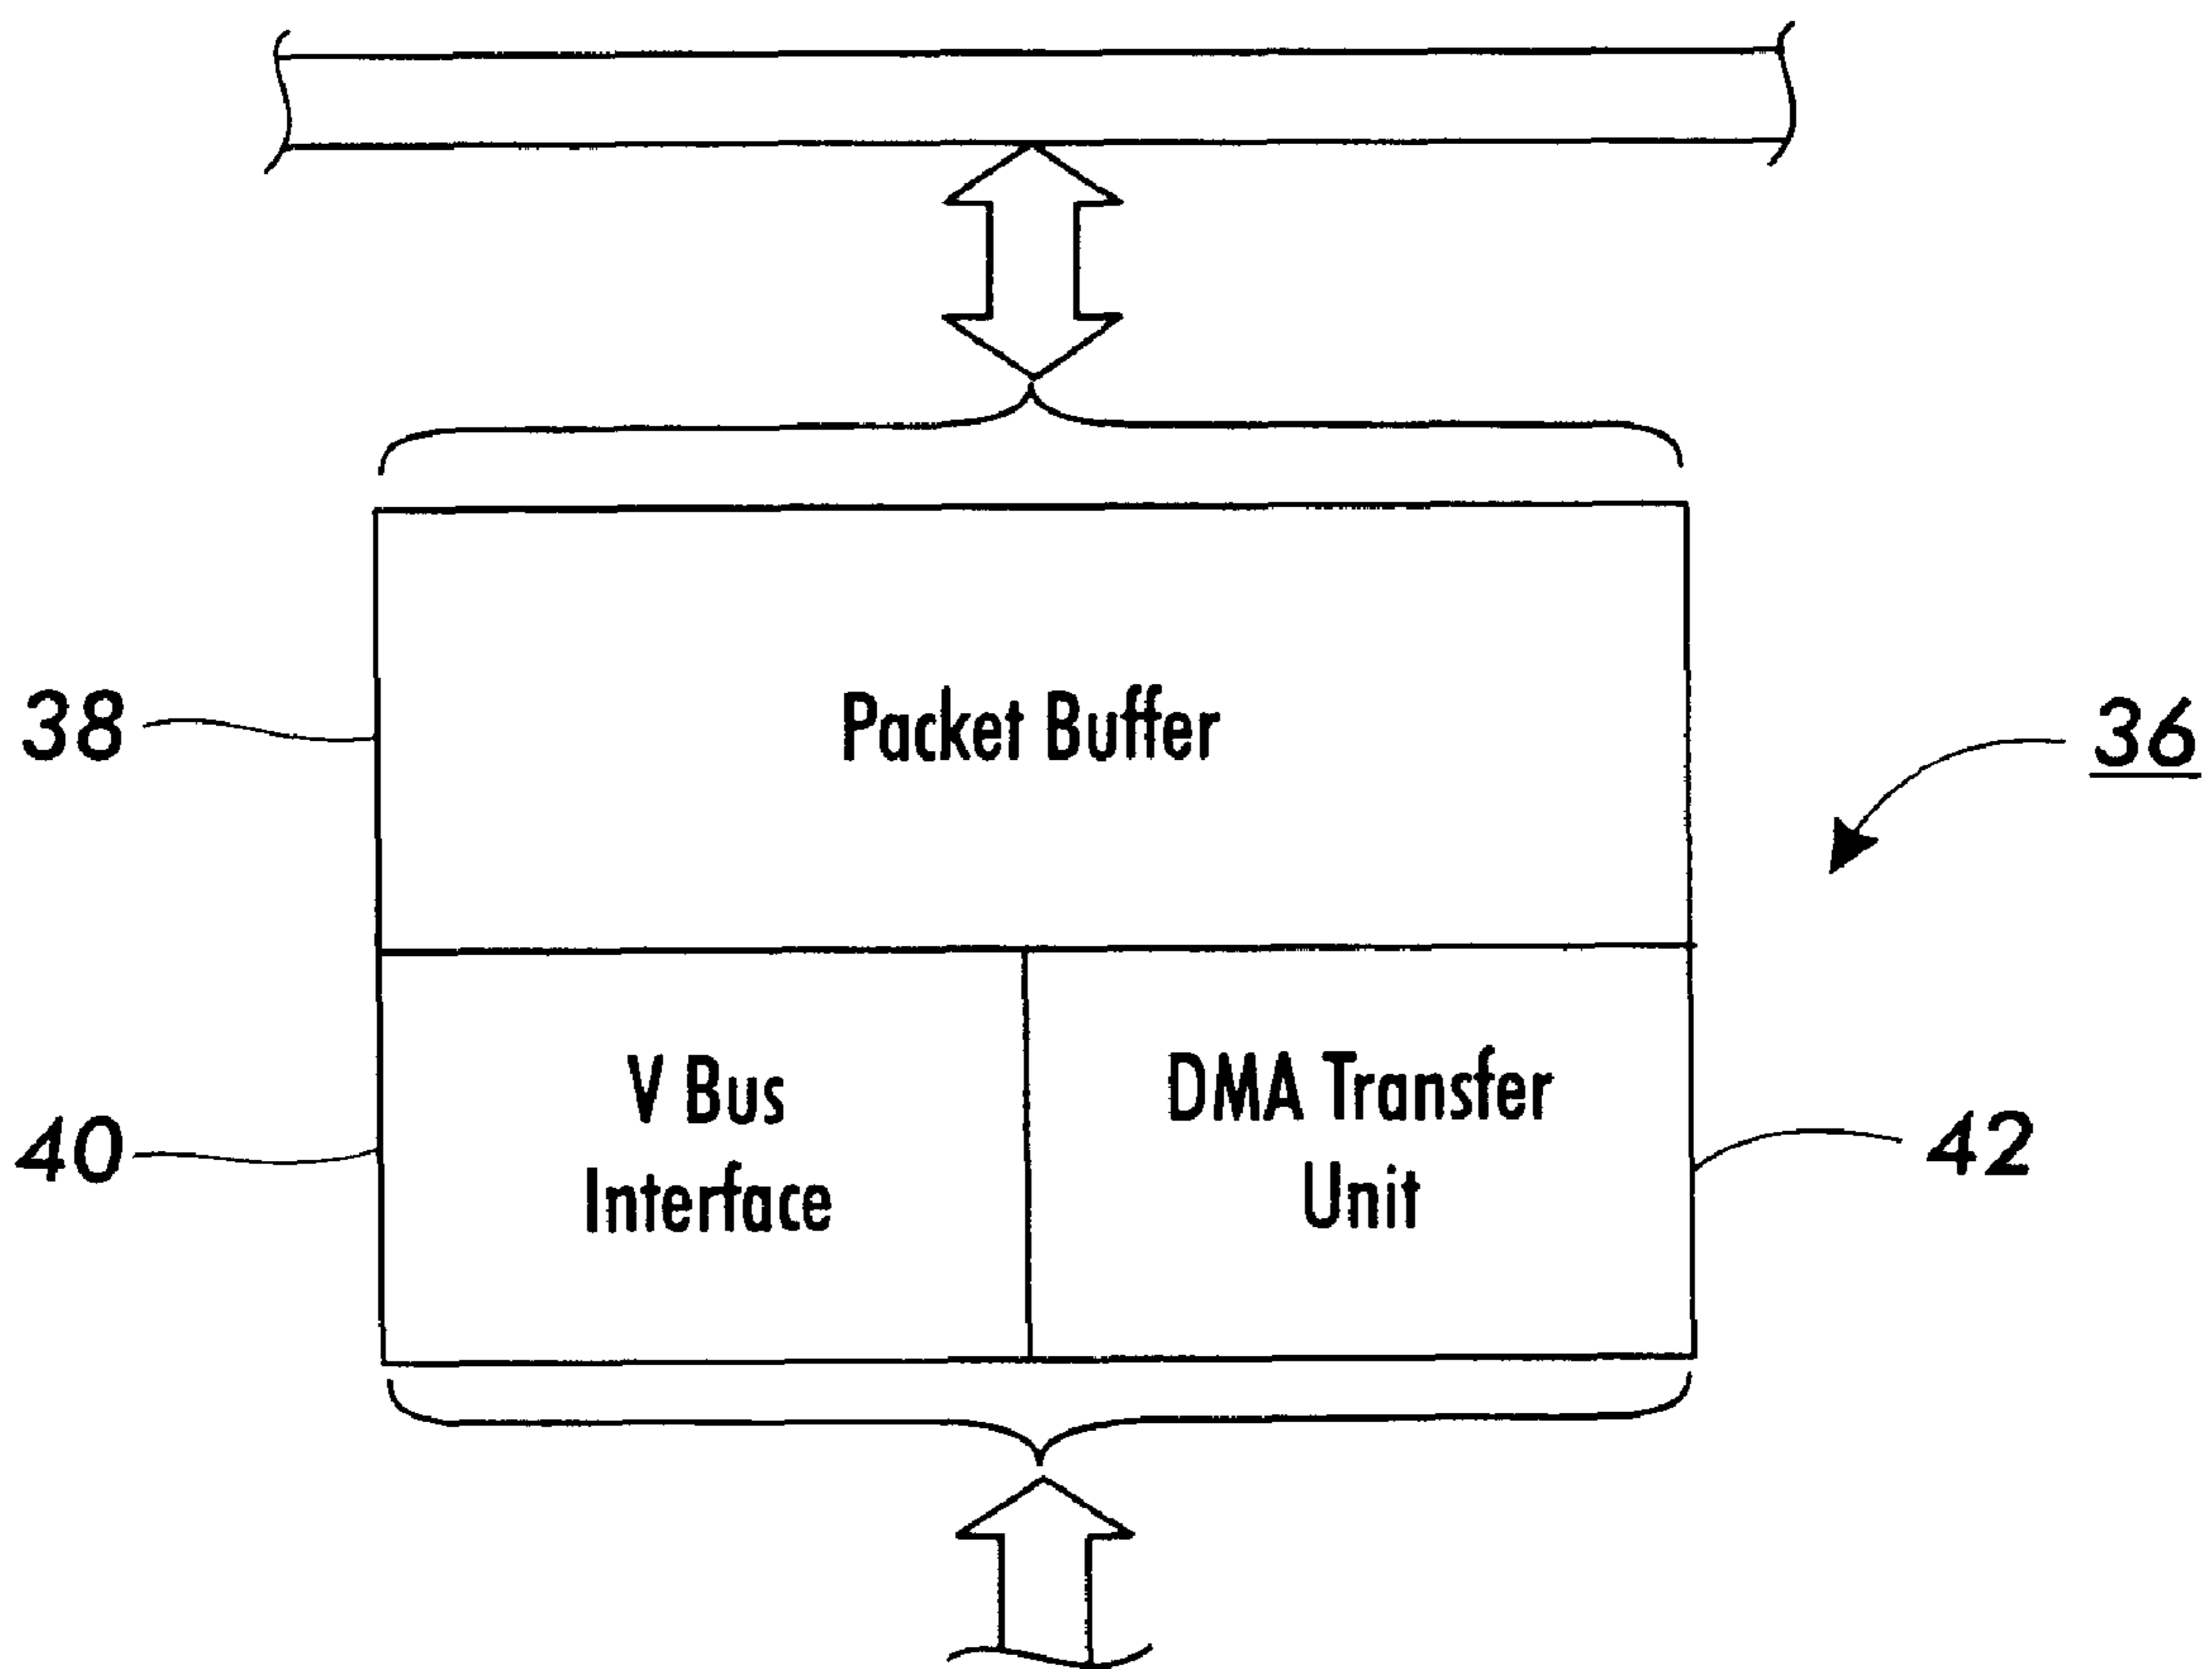 38
Packet Buffer
36
V Bus
Interface
DMA Transfer
Unit
40
42